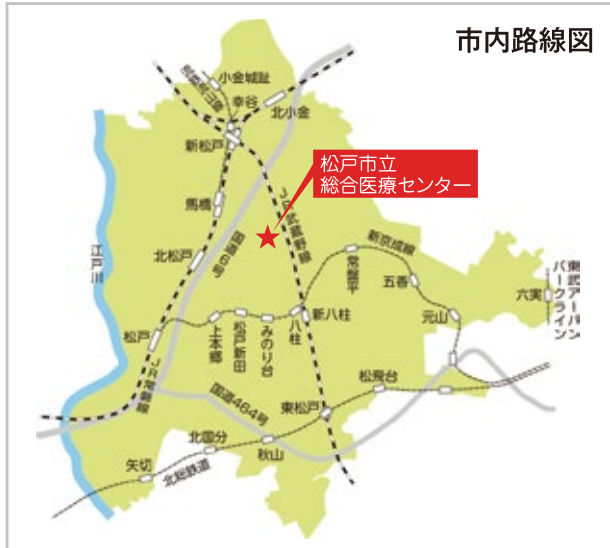 市内路線図
小金城趾
流鉄流山線
幸谷
北小金
新松戸
松戸市立
総合医療センター
馬橋
JR武蔵野線
国道6号
北松戸
江戸川
新京成線
常盤平
五香
六実
東武アーバン
パークライン
元山
松戸
上本郷
松戸新田
みのり台
八柱
新八柱
JR常磐線
国道464号
松飛台
東松戸
北国分
秋山
矢切
北総鉄道